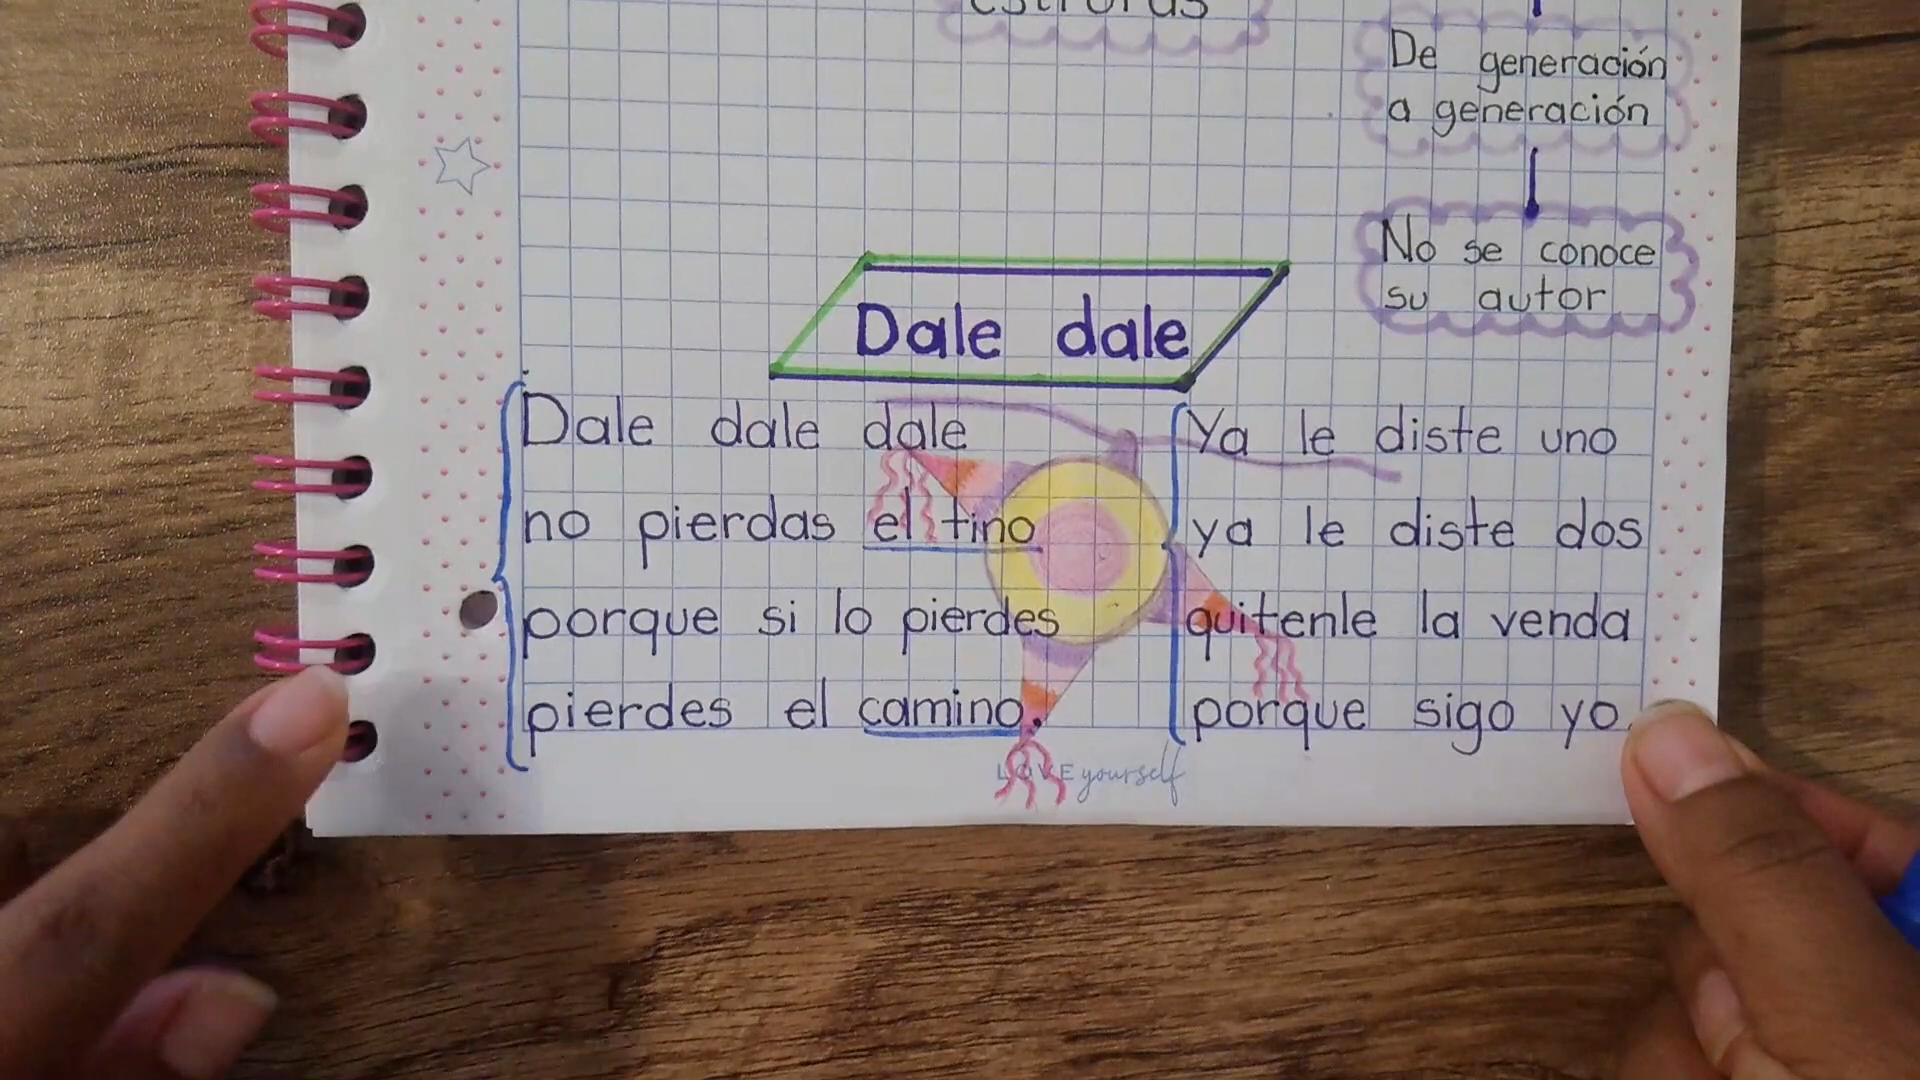 De generación
a generación
No se conoce
su autor
Dale dale
Dale dale dale
no pierdas el tino
porque si lo pierdes
pierdes el camino.
Ya le diste uno
ya le diste dos
quitenle la venda
porque sigo yo.
LOVE yourself